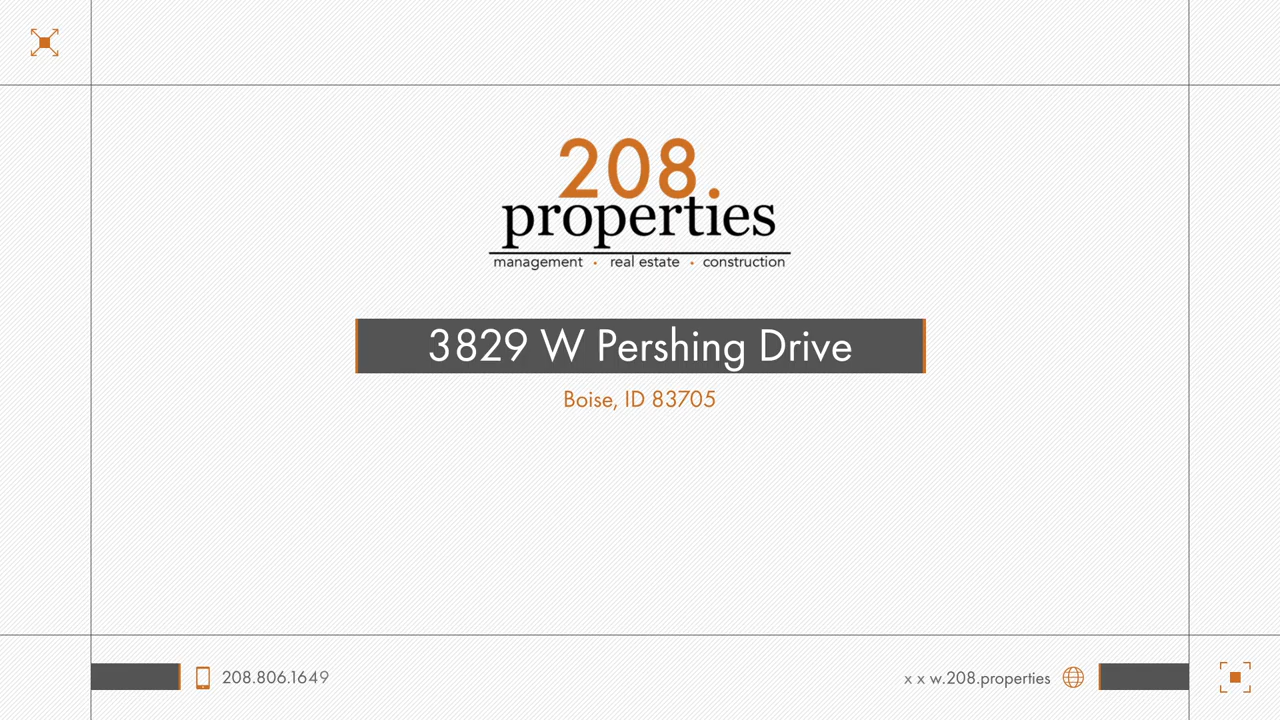 208.
properties
management • real estate • construction
3829 W Pershing Drive
Boise, ID 83705
208.806.1649
x x w.208.properties